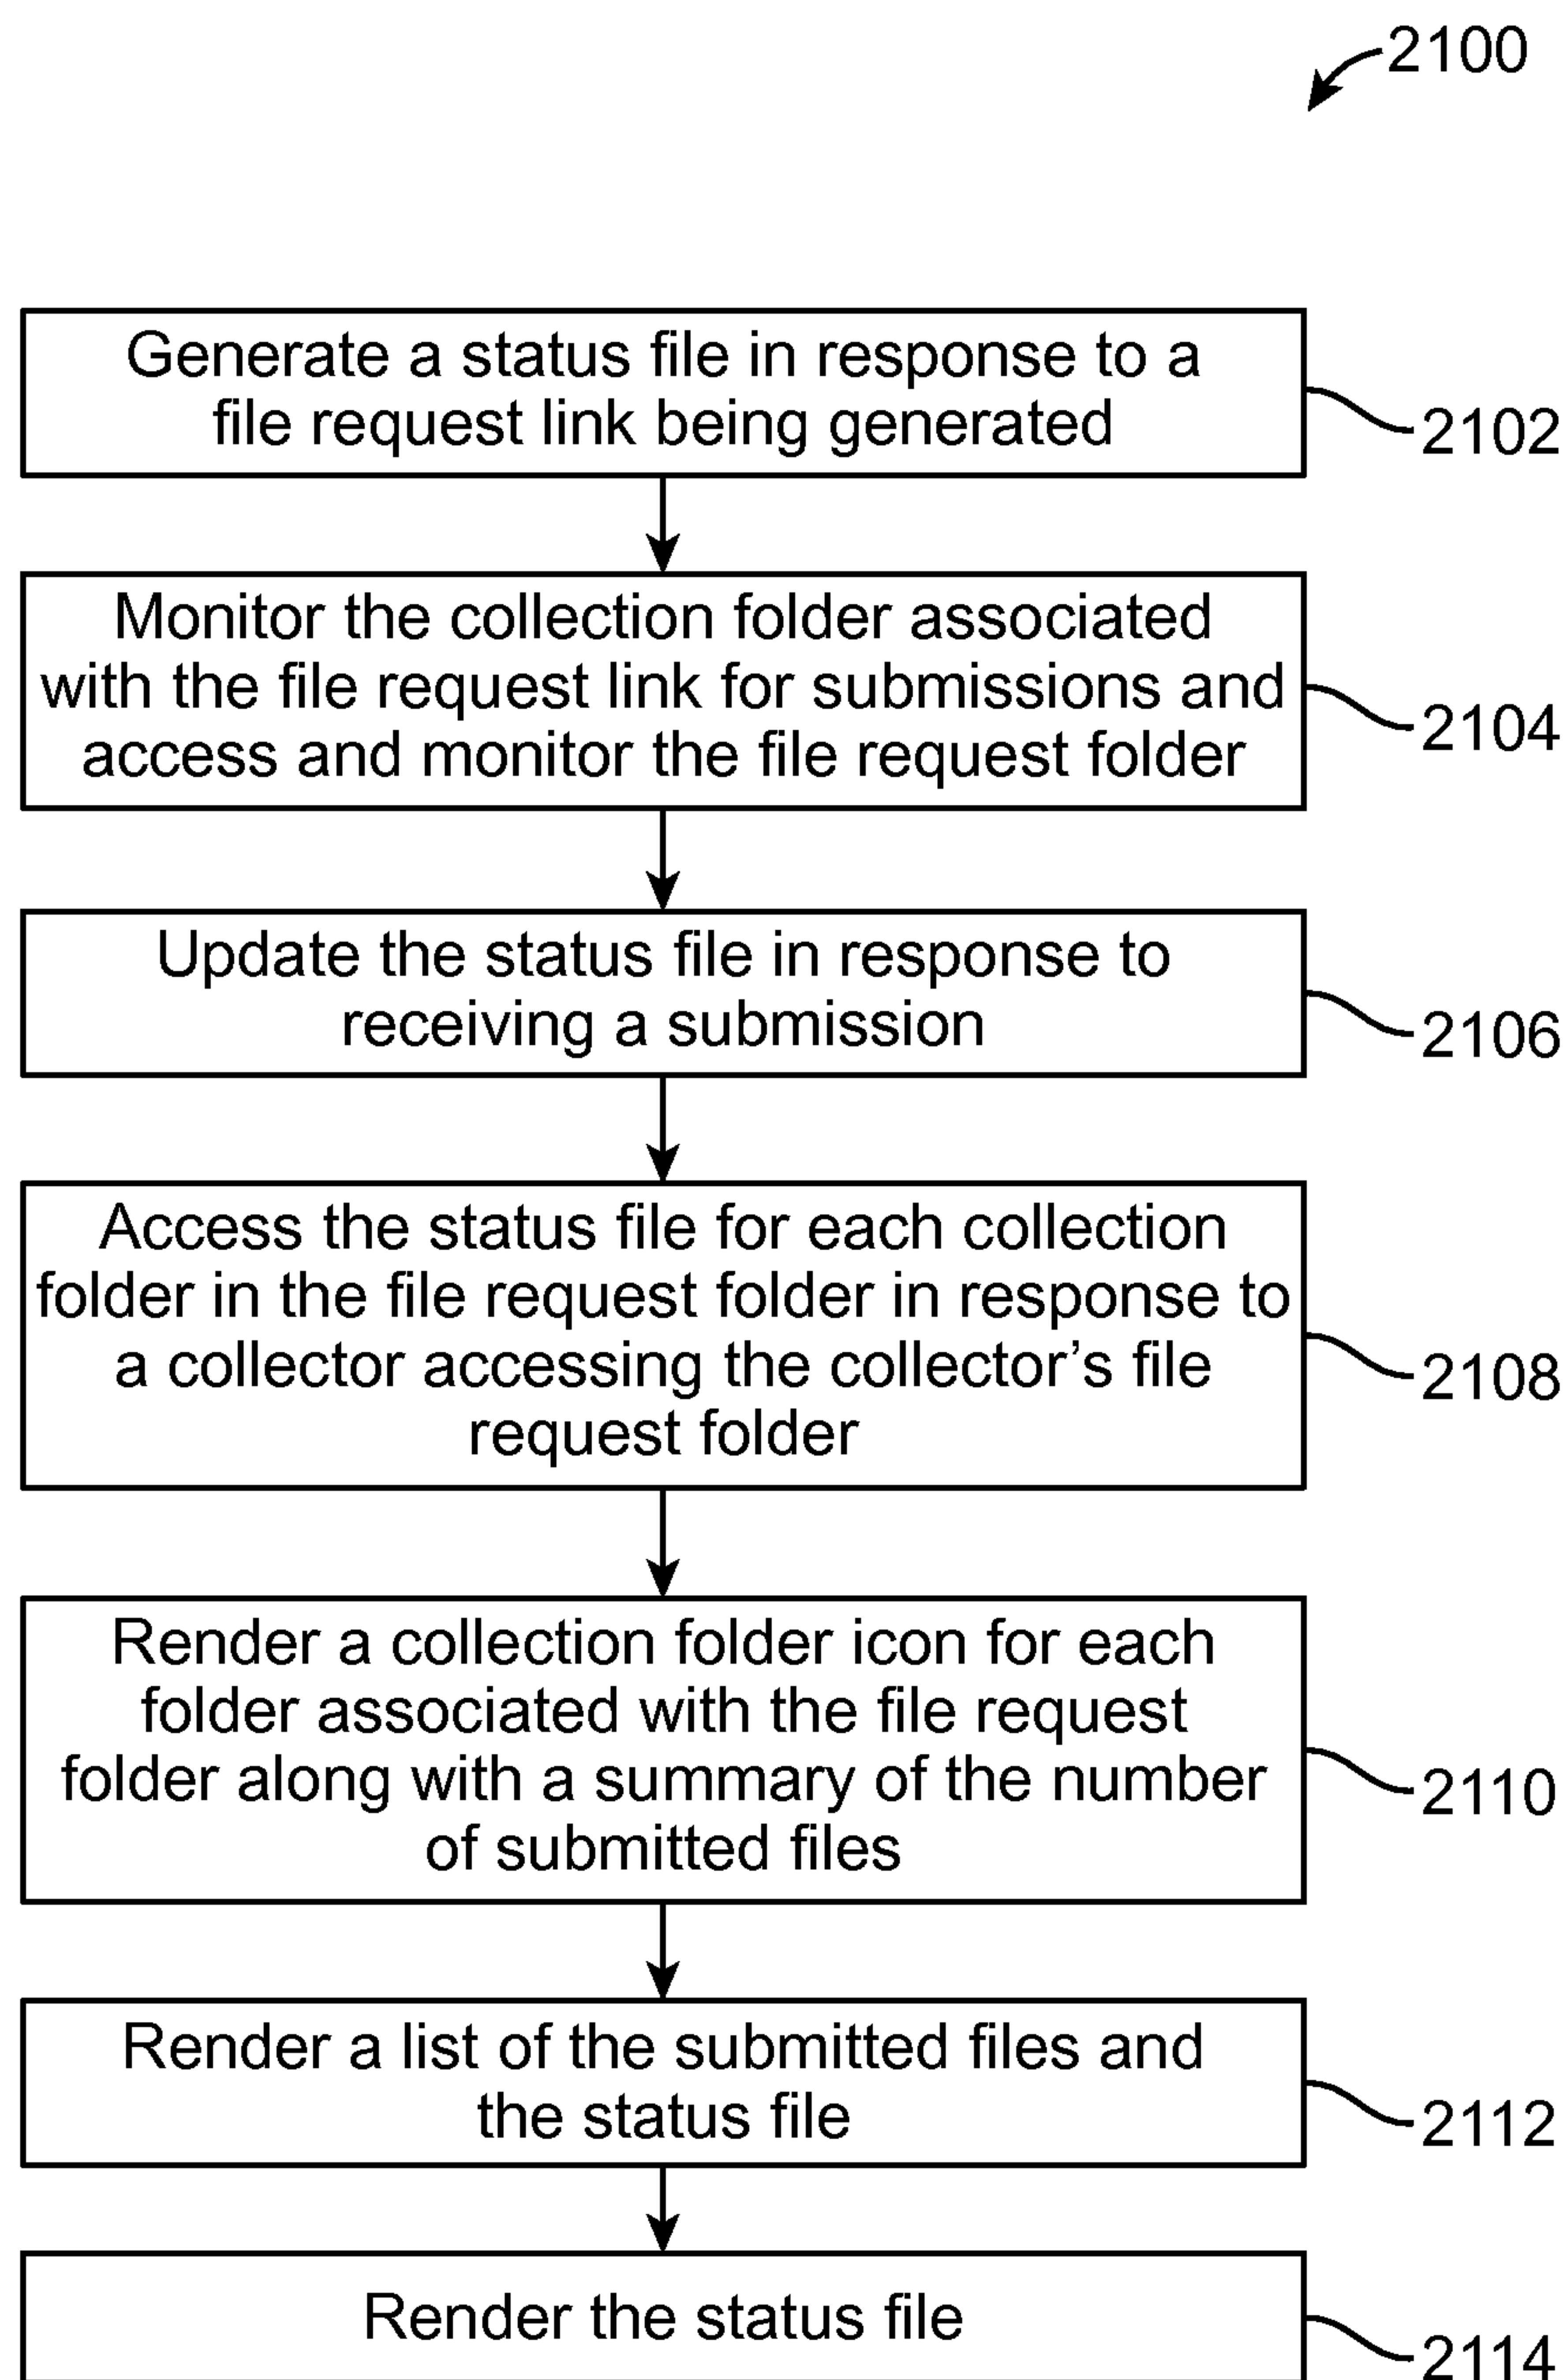 2100
Generate a status file in response to a
file request link being generated
2102
Monitor the collection folder associated
with the file request link for submissions and
access and monitor the file request folder
2104
Update the status file in response to
receiving a submission
2106
Access the status file for each collection
folder in the file request folder in response to
a collector accessing the collector’s file
request folder
2108
Render a collection folder icon for each
folder associated with the file request
folder along with a summary of the number
of submitted files
2110
Render a list of the submitted files and
the status file
2112
Render the status file
2114